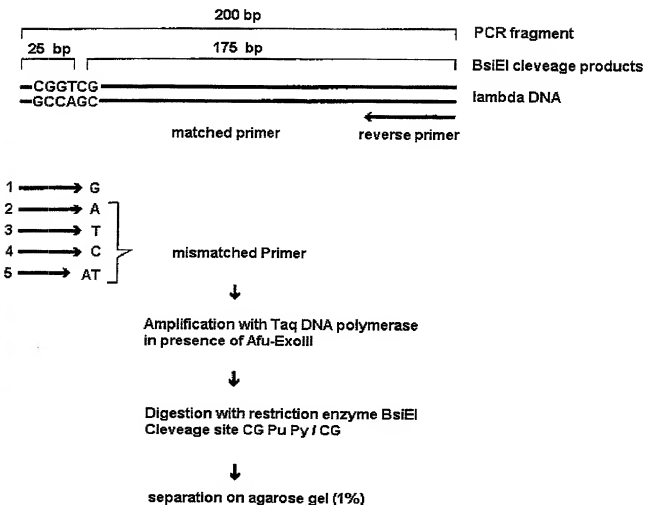 200 bp
PCR fragment
25 bp 175 bp
BsiEI cleveage products
CGGTCG
GCCAGC
lambda DNA
matched primer reverse primer
1 G
2 A
3 T
4 C
5 AT
mismatched Primer
Amplification with Taq DNA polymerase
in presence of Afu-ExoIII
Digestion with restriction enzyme BsiEI
Cleveage site CG Pu Py / CG
separation on agarose gel (1%)